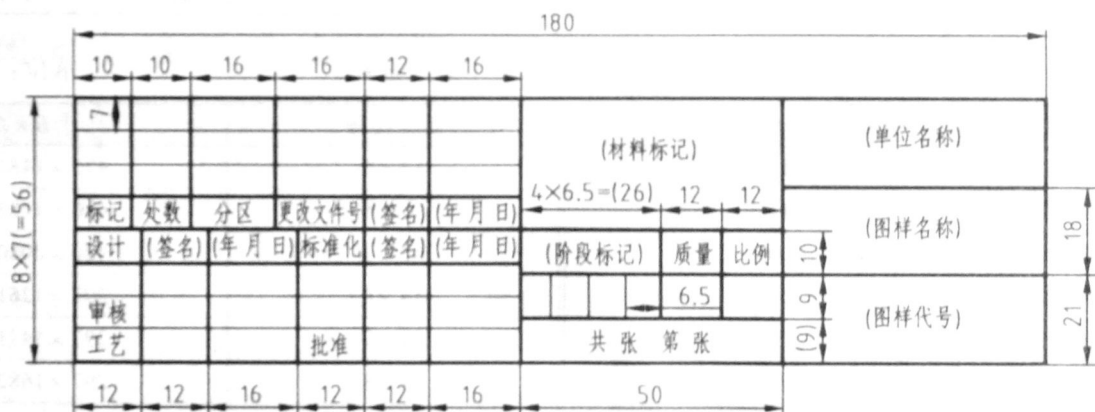 180
10 10 16 16 12 16
7
(材料标记)
(单位名称)
4×6.5=(26) 12 12
8×7(=56)
标记 处数 分区 更改文件号 (签名) (年 月 日)
(图样名称)
18
设计 (签名) (年 月 日) 标准化 (签名) (年 月 日)
(阶段标记) 质量 比例
10
6.5
9
审核
(图样代号)
21
工艺 批准
共 张 第 张
(9)
12 12 16 12 12 16 50